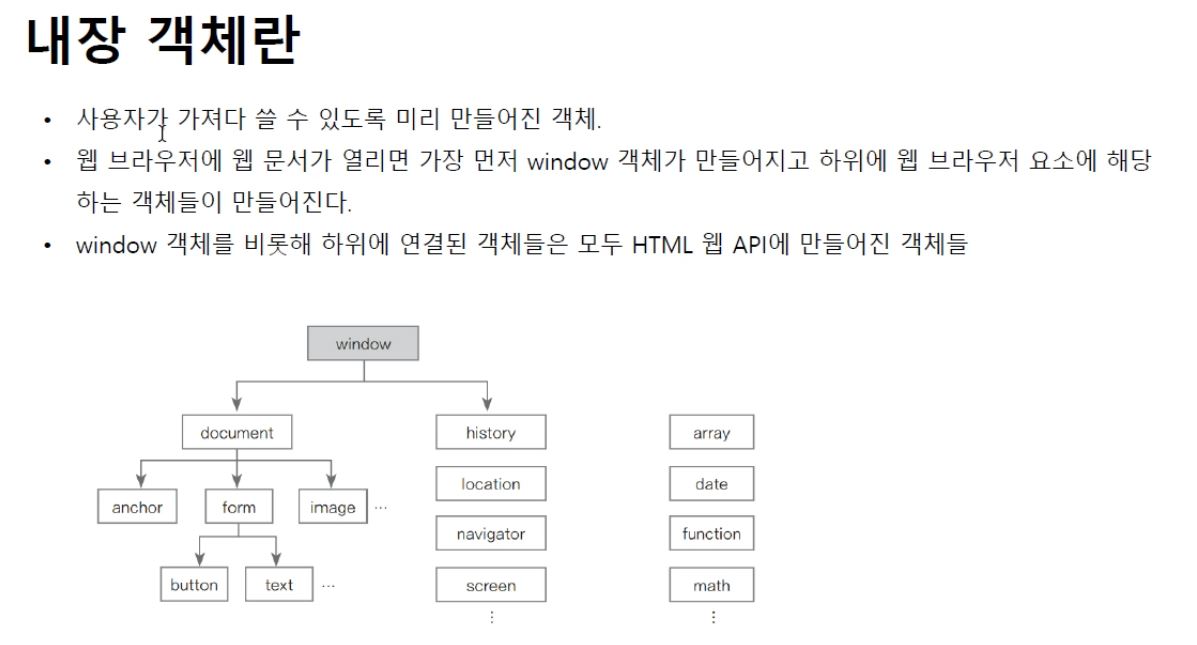 내장 객체란
• 사용자가 가져다 쓸 수 있도록 미리 만들어진 객체.
• 웹 브라우저에 웹 문서가 열리면 가장 먼저 window 객체가 만들어지고 하위에 웹 브라우저 요소에 해당
하는 객체들이 만들어진다.
• window 객체를 비롯해 하위에 연결된 객체들은 모두 HTML 웹 API에 만들어진 객체들
window
document history array
location date
anchor form image ...
navigator function
button text ... screen math
⋮ ⋮